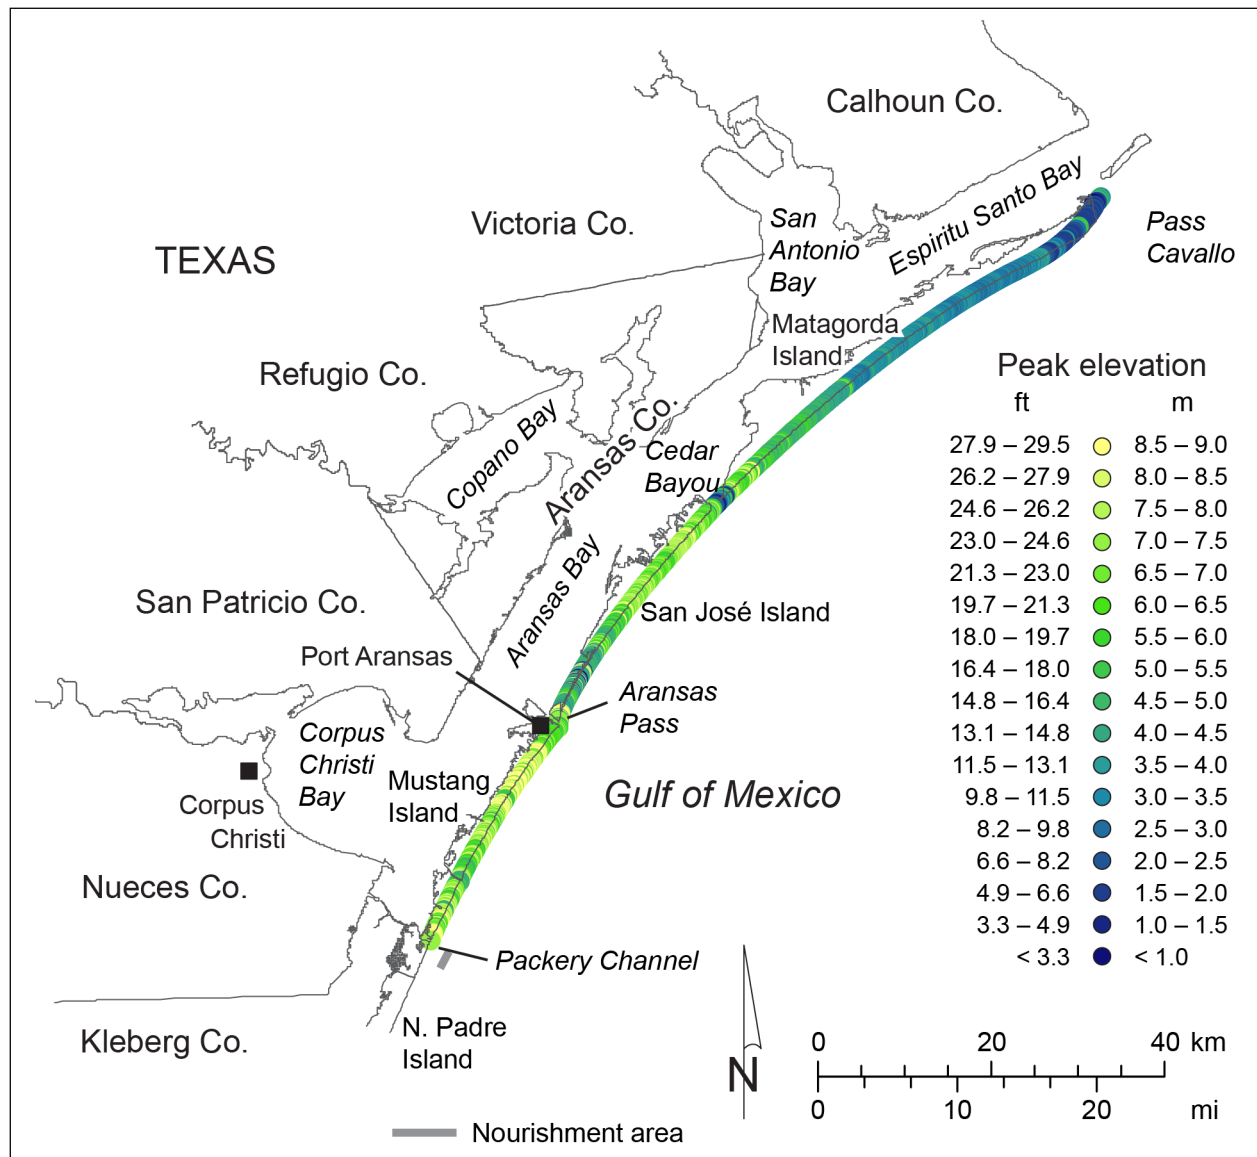 Calhoun Co.
Victoria Co.
San
Antonio
Bay
Espiritu Santo Bay
Pass
Cavallo
TEXAS
Matagorda
Island
Refugio Co.
Copano Bay
Aransas Co.
Cedar
Bayou
San Patricio Co.
Aransas Bay
San José Island
Port Aransas
Aransas
Pass
Corpus
Christi
Bay
Mustang
Island
Gulf of Mexico
Corpus
Christi
Nueces Co.
Packery Channel
Kleberg Co.
N. Padre
Island
Nourishment area
Peak elevation
ft m
27.9 – 29.5 8.5 – 9.0
26.2 – 27.9 8.0 – 8.5
24.6 – 26.2 7.5 – 8.0
23.0 – 24.6 7.0 – 7.5
21.3 – 23.0 6.5 – 7.0
19.7 – 21.3 6.0 – 6.5
18.0 – 19.7 5.5 – 6.0
16.4 – 18.0 5.0 – 5.5
14.8 – 16.4 4.5 – 5.0
13.1 – 14.8 4.0 – 4.5
11.5 – 13.1 3.5 – 4.0
9.8 – 11.5 3.0 – 3.5
8.2 – 9.8 2.5 – 3.0
6.6 – 8.2 2.0 – 2.5
4.9 – 6.6 1.5 – 2.0
3.3 – 4.9 1.0 – 1.5
< 3.3 < 1.0
N
0 20 40 km
0 10 20 mi